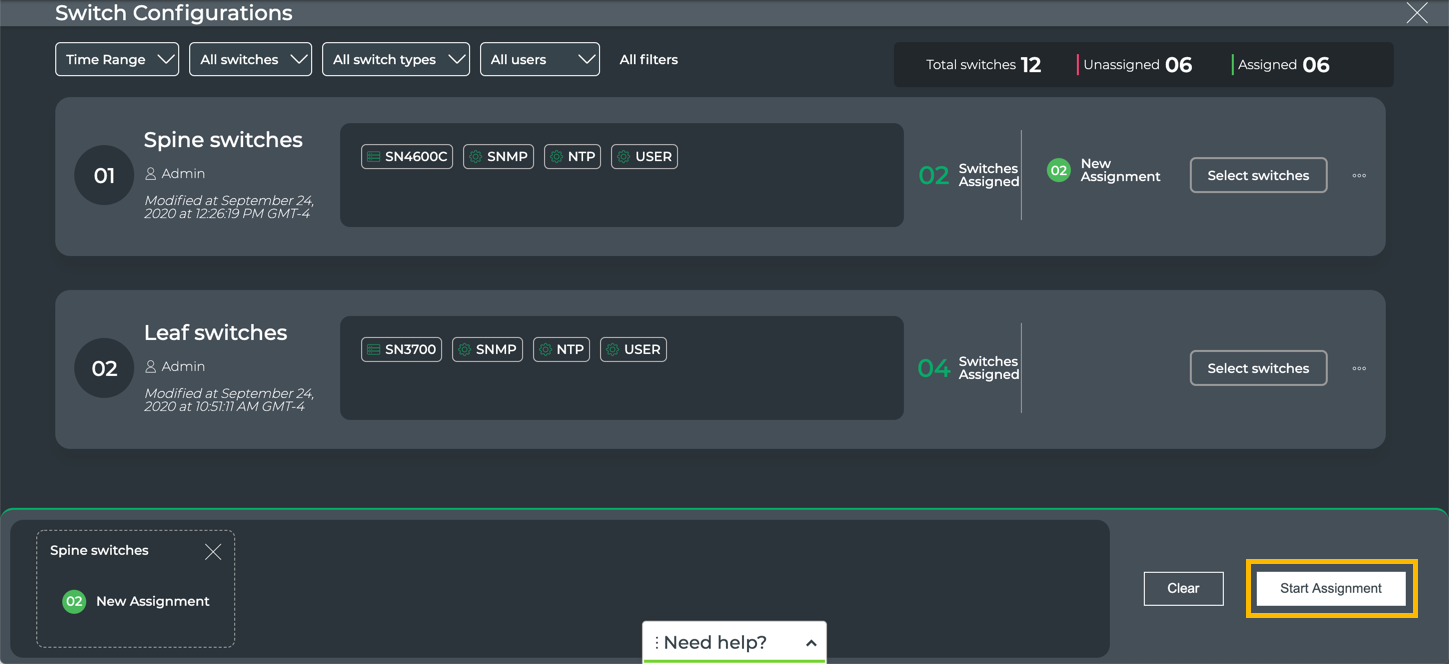 Switch Configurations
Time Range
All switches
All switch types
All users
All filters
Total switches 12
Unassigned 06
Assigned 06
01
Spine switches
Admin
Modified at September 24,
2020 at 12:26:19 PM GMT-4
SN4600C
SNMP
NTP
USER
02 Switches
Assigned
02 New
Assignment
Select switches
02
Leaf switches
Admin
Modified at September 24,
2020 at 10:51:11 AM GMT-4
SN3700
SNMP
NTP
USER
04 Switches
Assigned
Select switches
Spine switches
02 New Assignment
Clear
Start Assignment
Need help?